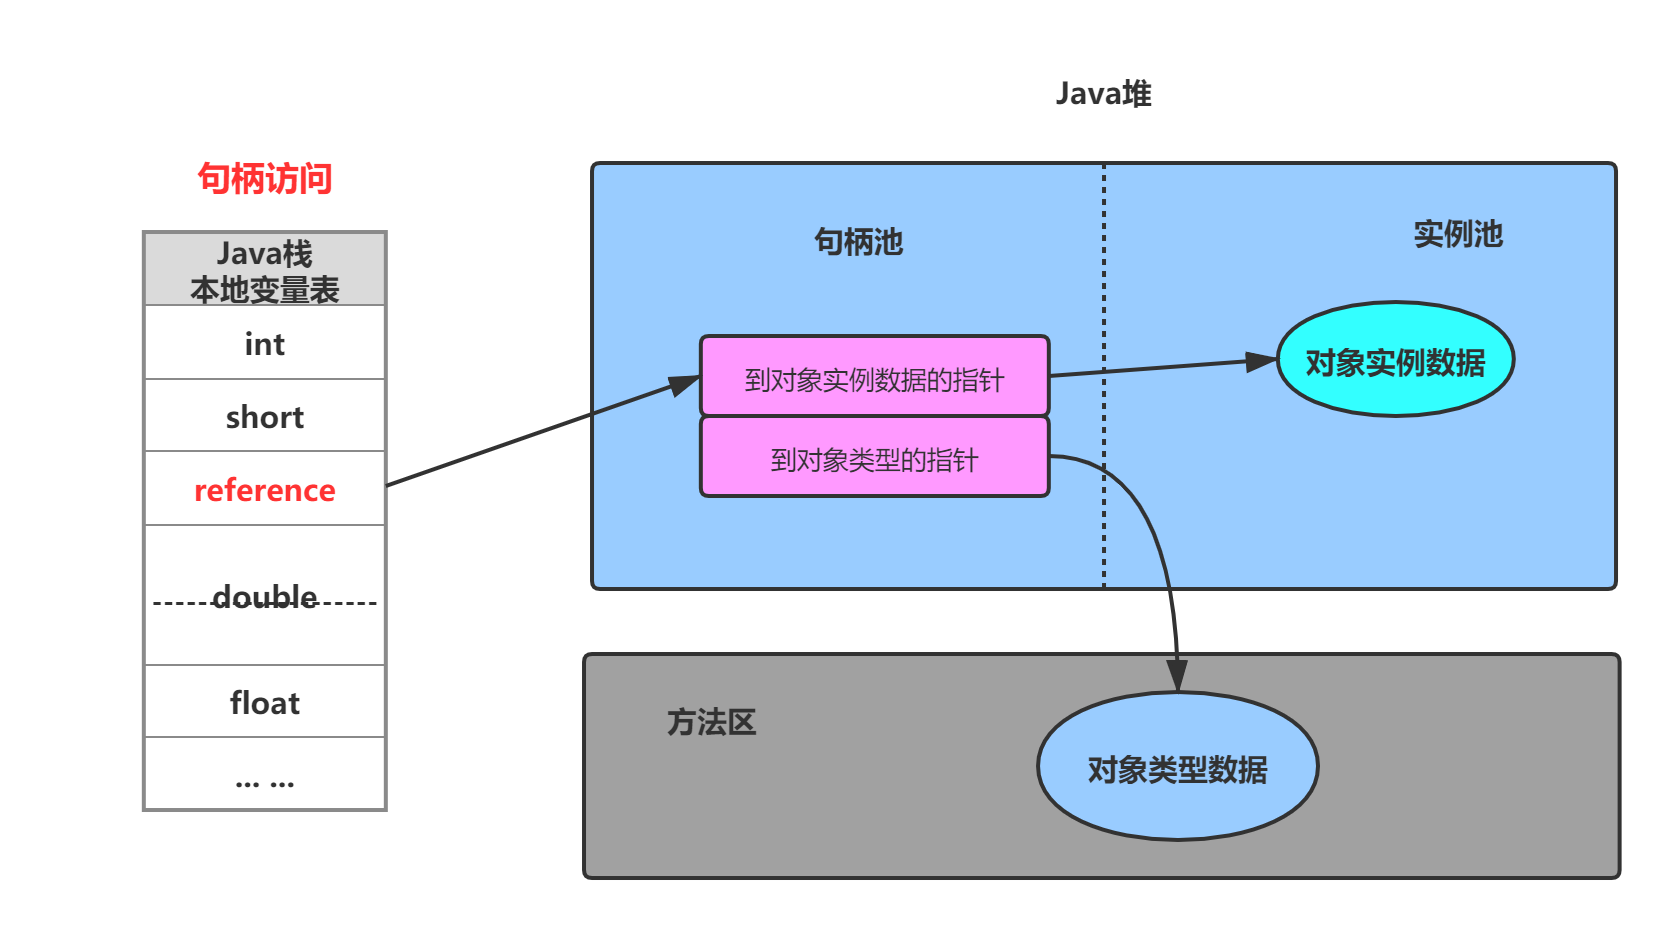 Java堆
句柄访问
Java栈
本地变量表
int
short
reference
double
float
... ...
句柄池
实例池
到对象实例数据的指针
到对象类型的指针
对象实例数据
方法区
对象类型数据